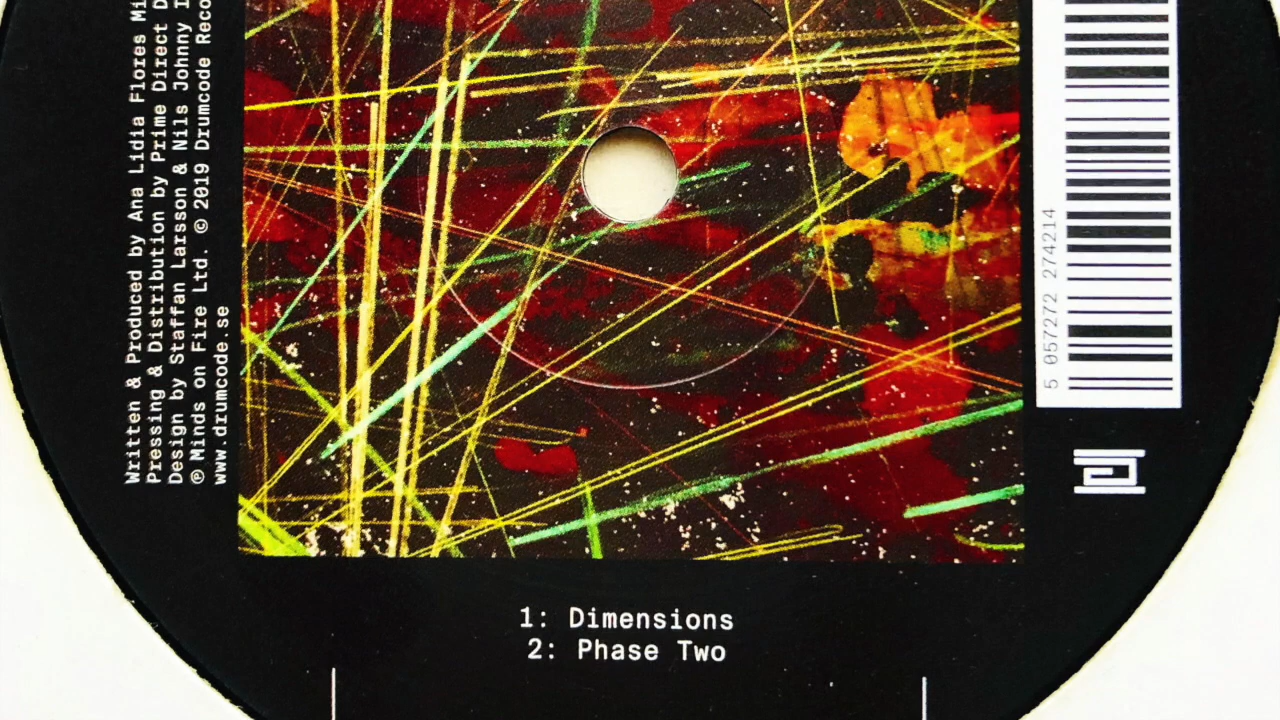 Written & Produced by Ana Lidia Flores
Pressing & Distribution by Prime Direct
Design by Staffan Larsson & Nils Johnny
℗ Minds on Fire Ltd. © 2019 Drumcode
www.drumcode.se
5 057272 274214
1: Dimensions
2: Phase Two